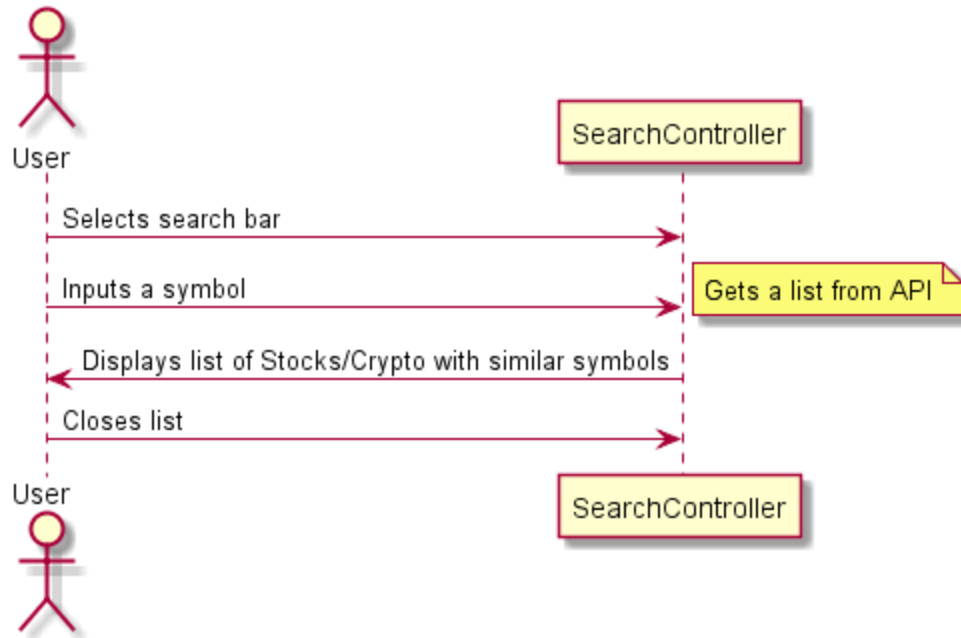 User
SearchController
Selects search bar
Inputs a symbol
Gets a list from API
Displays list of Stocks/Crypto with similar symbols
Closes list
User
SearchController